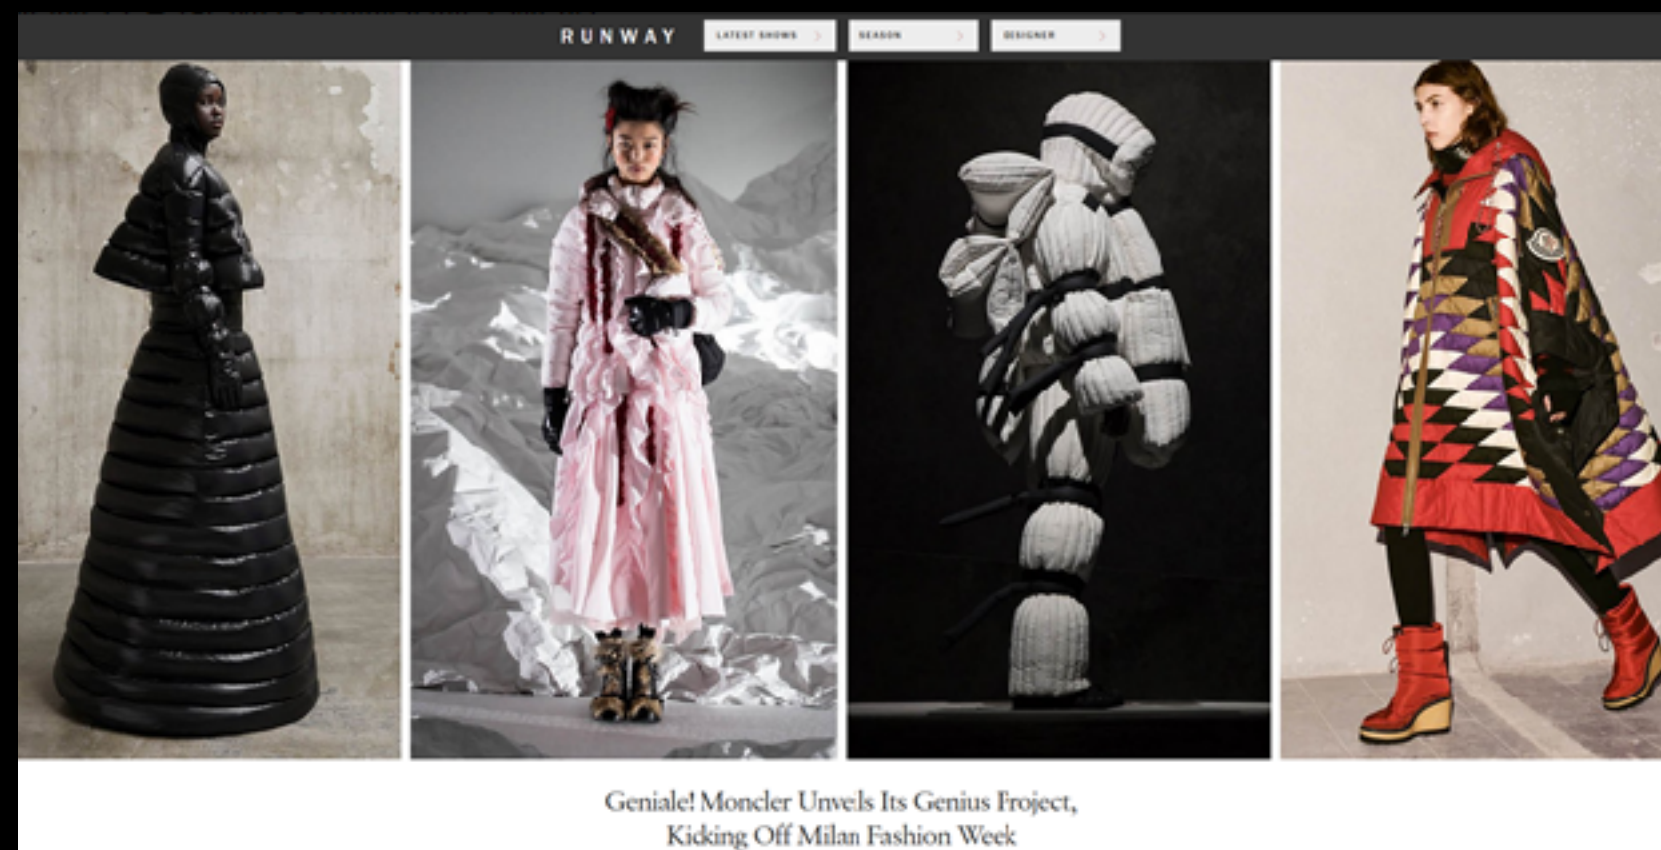 RUNWAY
LATEST SHOWS
SEASON
DESIGNER
Geniale! Moncler Unveils Its Genius Project,
Kicking Off Milan Fashion Week